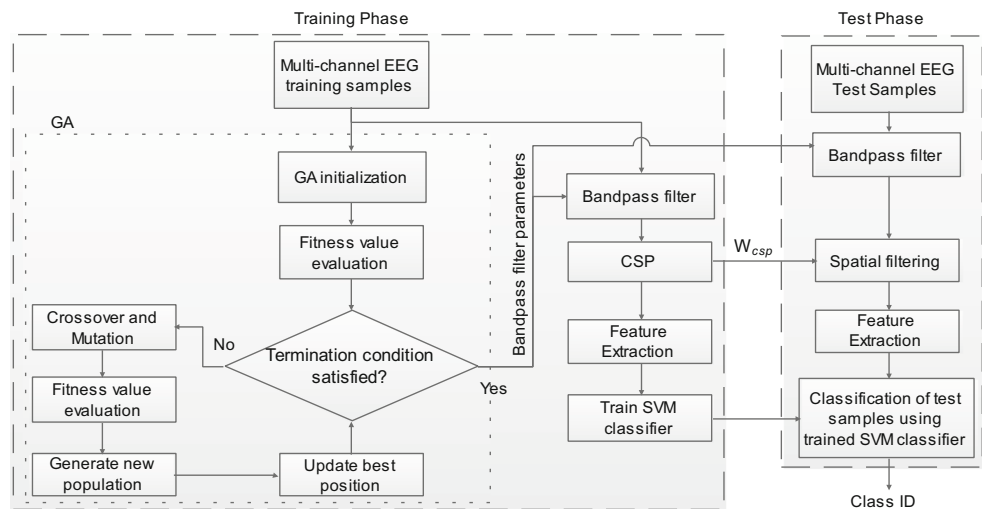 Training Phase
Test Phase
Multi-channel EEG
training samples
Multi-channel EEG
Test Samples
GA
GA initialization
Bandpass filter parameters
Bandpass filter
Bandpass filter
Fitness value
evaluation
CSP
Wcsp
Spatial filtering
Crossover and
Mutation
No
Termination condition
satisfied?
Yes
Feature
Extraction
Feature
Extraction
Fitness value
evaluation
Train SVM
classifier
Classification of test
samples using
trained SVM classifier
Generate new
population
Update best
position
Class ID